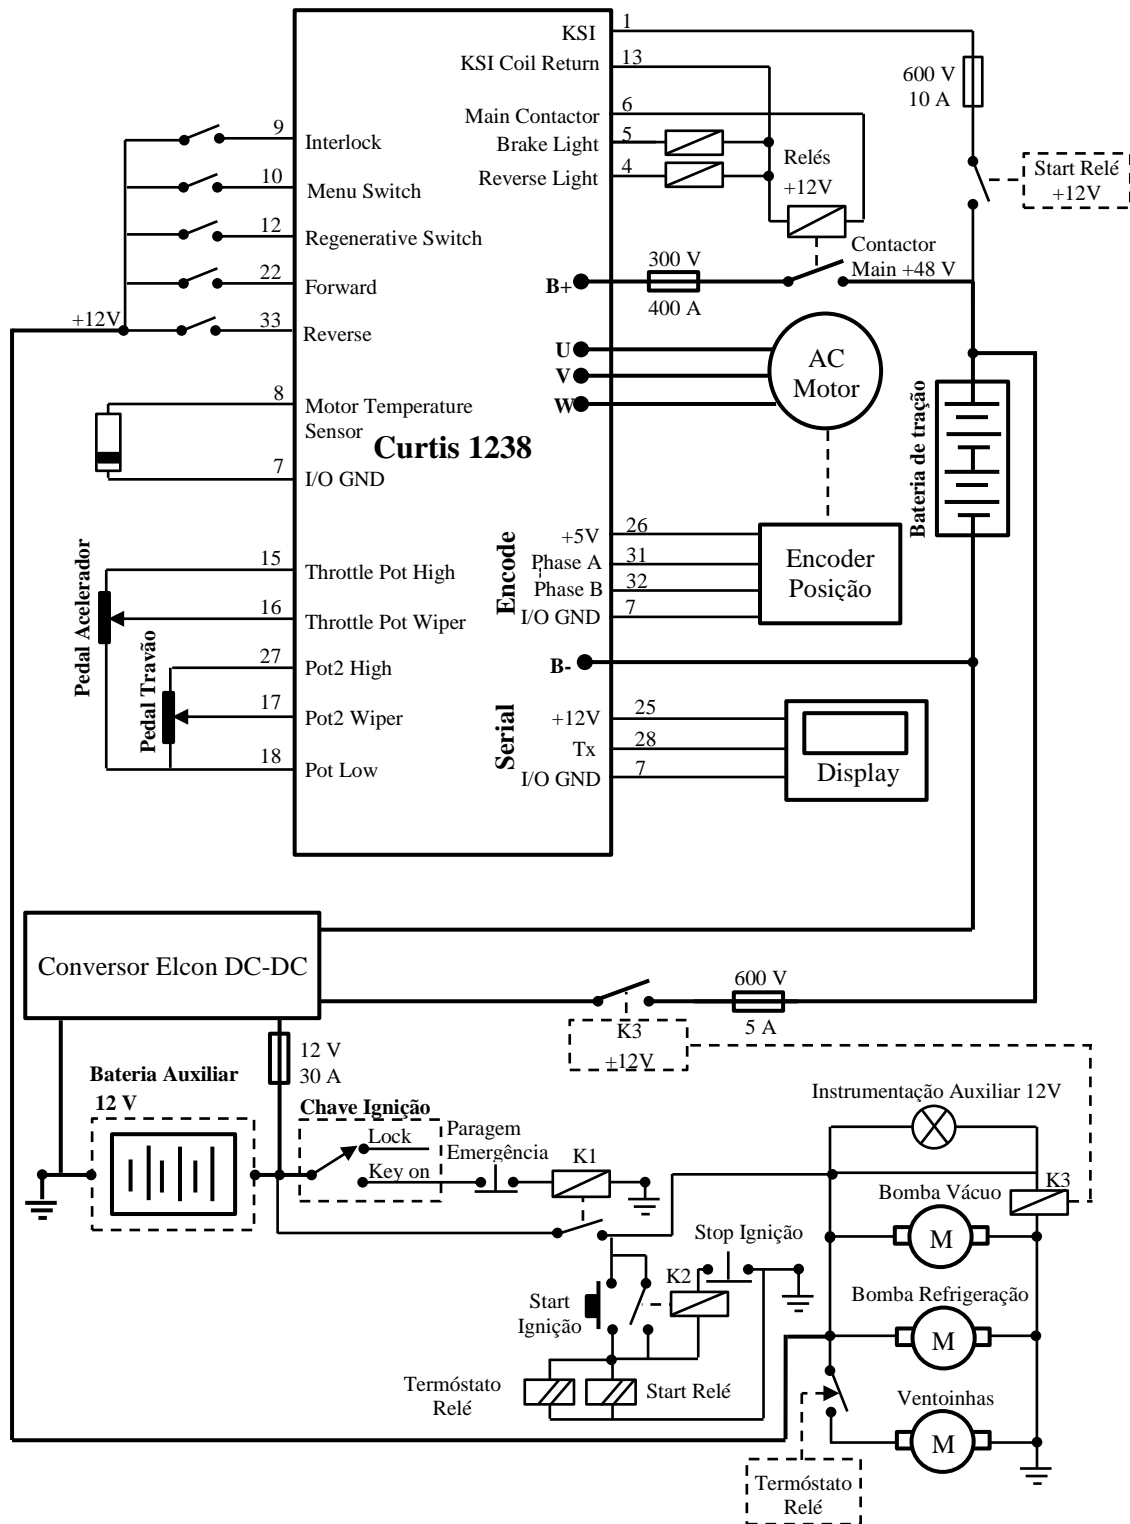 KSI
1
KSI Coil Return
13
600 V
10 A
Main Contactor
6
Brake Light
5
Reverse Light
4
Relés
+12V
Start Relé
+12V
9
Interlock
10
Menu Switch
12
Regenerative Switch
22
Forward
33
Reverse
+12V
Contactor
Main +48 V
300 V
400 A
B+
U
V
W
AC
Motor
8
Motor Temperature
Sensor
Curtis 1238
7
I/O GND
Bateria de tração
Encode
+5V
26
Phase A
31
Phase B
32
I/O GND
7
Encoder
Posição
15
Throttle Pot High
16
Throttle Pot Wiper
Pedal Acelerador
27
Pot2 High
17
Pot2 Wiper
Pedal Travão
18
Pot Low
B-
Serial
+12V
25
Tx
28
I/O GND
7
Display
Conversor Elcon DC-DC
600 V
5 A
K3
+12V
12 V
30 A
Bateria Auxiliar
12 V
Chave Ignição
Lock
Key on
Paragem
Emergência
K1
Instrumentação Auxiliar 12V
K3
Bomba Vácuo
M
Stop Ignição
K2
Start
Ignição
Bomba Refrigeração
M
Termóstato
Relé
Start Relé
Ventoinhas
M
Termóstato
Relé